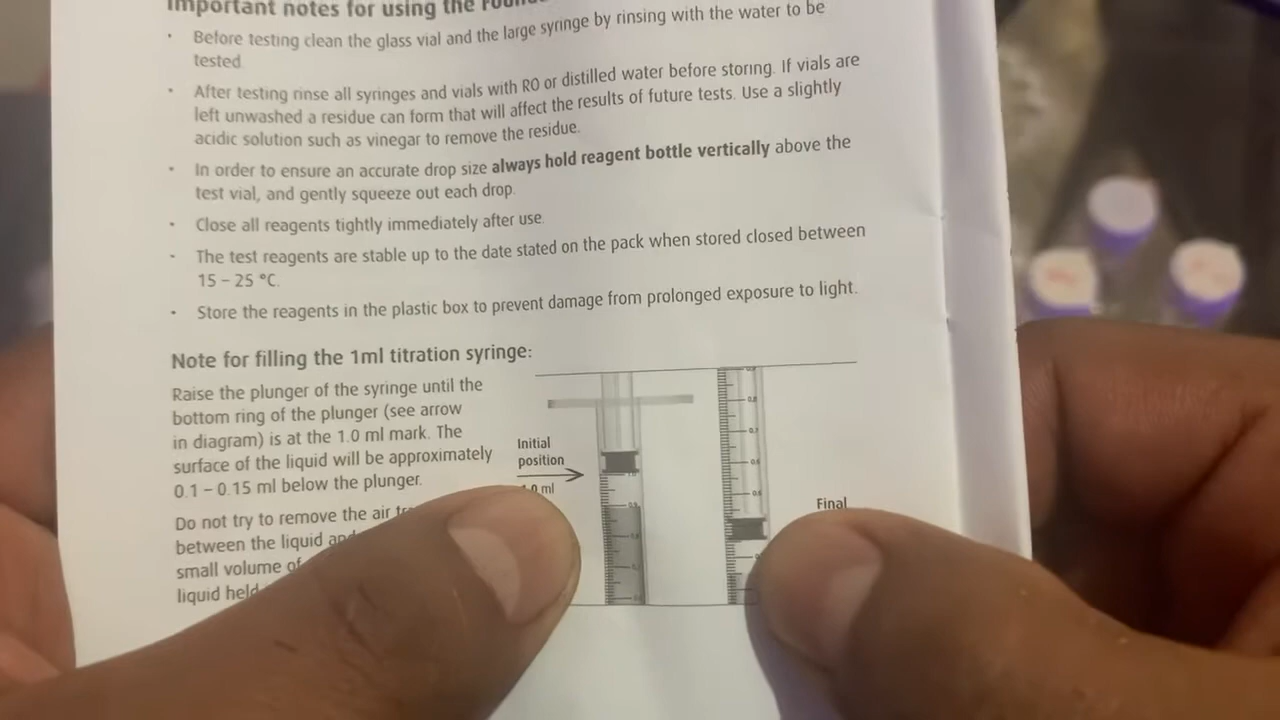 Important notes for using the
Before testing clean the glass vial and the large syringe by rinsing with the water to be
tested.
After testing rinse all syringes and vials with RO or distilled water before storing. If vials are
left unwashed a residue can form that will affect the results of future tests. Use a slightly
acidic solution such as vinegar to remove the residue.
In order to ensure an accurate drop size always hold reagent bottle vertically above the
test vial, and gently squeeze out each drop.
Close all reagents tightly immediately after use.
The test reagents are stable up to the date stated on the pack when stored closed between
15 – 25 °C.
Store the reagents in the plastic box to prevent damage from prolonged exposure to light.
Note for filling the 1ml titration syringe:
Raise the plunger of the syringe until the
bottom ring of the plunger (see arrow
in diagram) is at the 1.0 ml mark. The
surface of the liquid will be approximately
0.1 – 0.15 ml below the plunger.
Do not try to remove the air
between the liquid
small volume of
liquid held
Initial
position
ml
Final
0.8
0.7
0.6